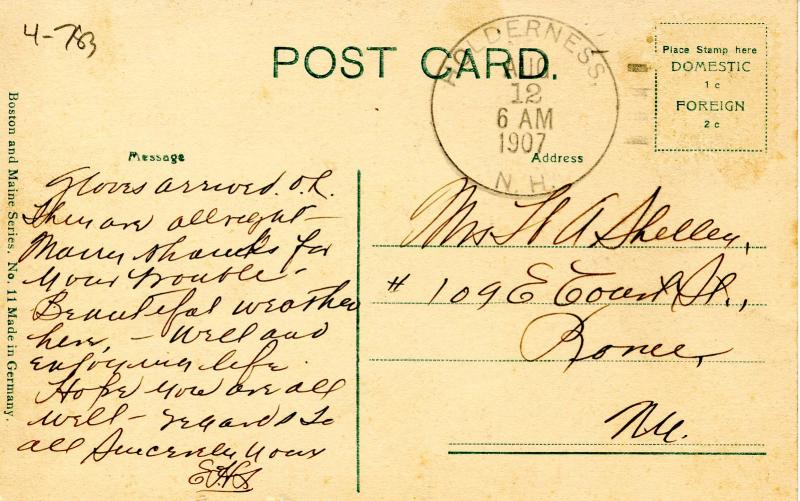 4-783
POST CARD.
HOLDERNESS,
AUG
12
6 AM
1907
N. H.
Place Stamp here
DOMESTIC
1c
FOREIGN
2c
Boston and Maine Series. No. 11 Made in Germany.
Message
Gloves arrived. O.K.
They are allright –
Many thanks for
your trouble –
Beautiful weather
here, – Well and
enjoying life.
Hope you are all
well – regards to
all Sincerely yours
Address
Mrs H A Shelley,
# 109 E Court St.,
Rome,
N.Y.